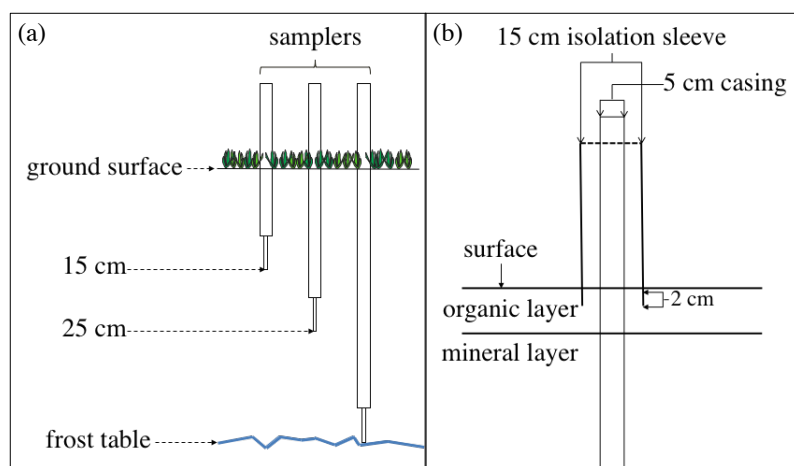 (a)
samplers
ground surface
15 cm
25 cm
frost table
(b)
15 cm isolation sleeve
5 cm casing
surface
organic layer
2 cm
mineral layer